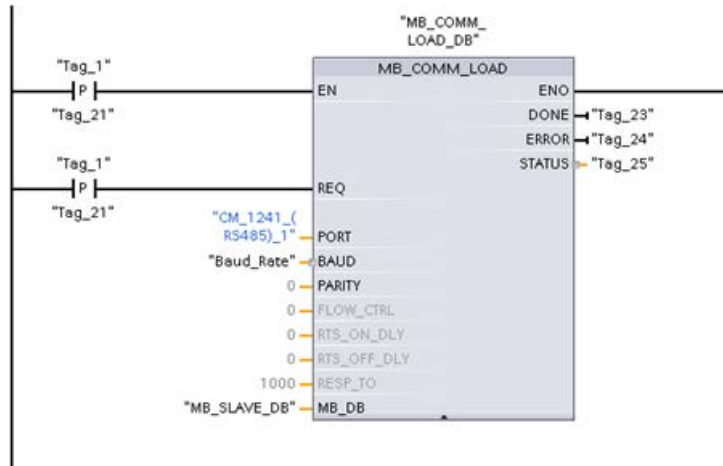 "MB_COMM_
LOAD_DB"
MB_COMM_LOAD
"Tag_1"
P
"Tag_21"
EN
ENO
DONE
"Tag_23"
ERROR
"Tag_24"
STATUS
"Tag_25"
"Tag_1"
P
"Tag_21"
REQ
"CM_1241_(
RS485)_1"
PORT
"Baud_Rate"
BAUD
0
PARITY
0
FLOW_CTRL
0
RTS_ON_DLY
0
RTS_OFF_DLY
1000
RESP_TO
"MB_SLAVE_DB"
MB_DB